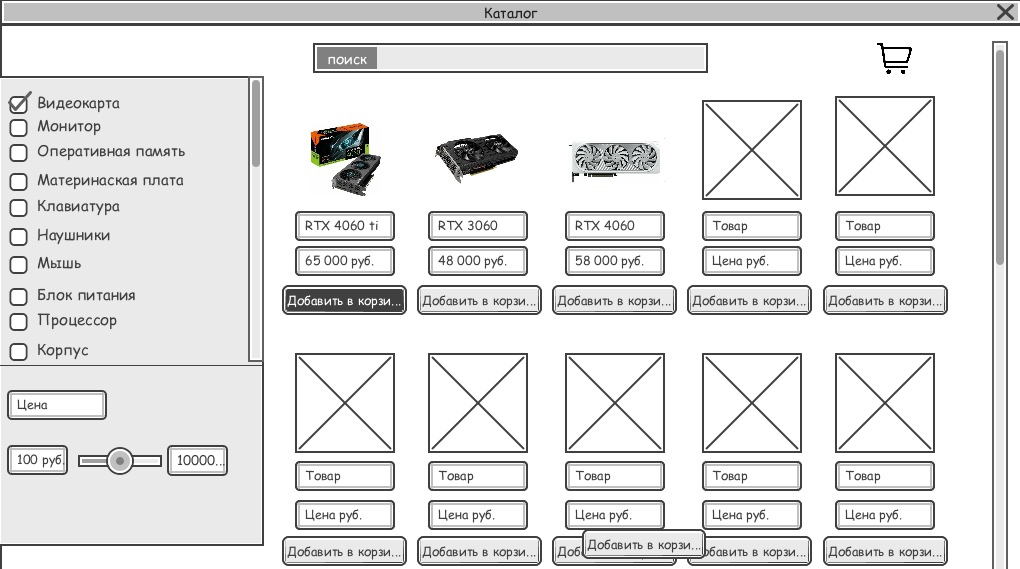 Каталог
поиск
Видеокарта
Монитор
Оперативная память
Материнаская плата
Клавиатура
Наушники
Мышь
Блок питания
Процессор
Корпус
Цена
100 руб.
10000...
RTX 4060 ti
RTX 3060
RTX 4060
Товар
Товар
65 000 руб.
48 000 руб.
58 000 руб.
Цена руб.
Цена руб.
Добавить в корзи...
Добавить в корзи...
Добавить в корзи...
Добавить в корзи...
Добавить в корзи...
Товар
Товар
Товар
Товар
Товар
Цена руб.
Цена руб.
Цена руб.
Цена руб.
Цена руб.
Добавить в корзи...
Добавить в корзи...
Доб
Добавить в корзи...
обавить в корзи...
Добавить в корзи...